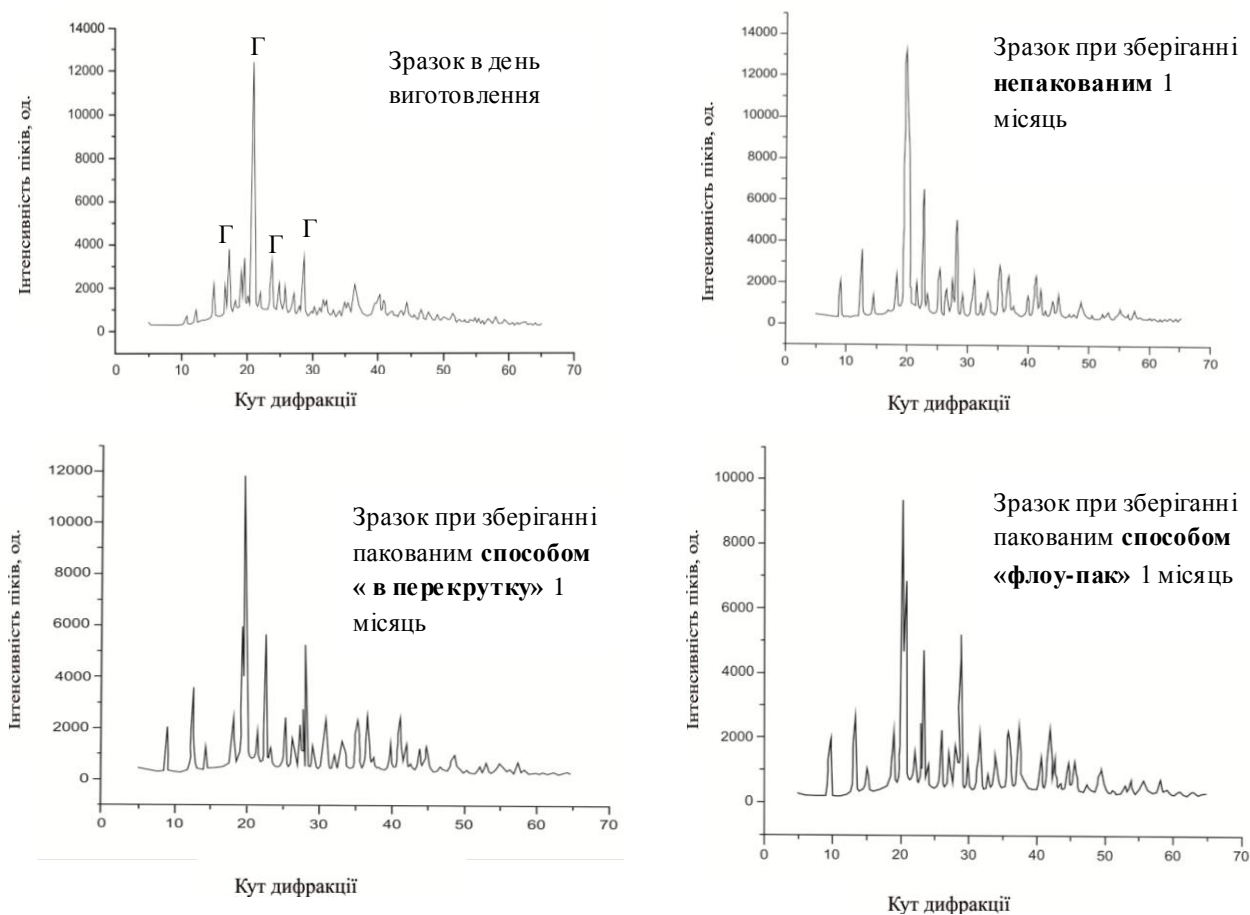 Інтенсивність піків, од.
14000
12000
10000
8000
6000
4000
2000
0
Г
Г
Г
Г
Зразок в день
виготовлення
0 10 20 30 40 50 60 70
Кут дифракції
Інтенсивність піків, од.
14000
12000
10000
8000
6000
4000
2000
0
Зразок при зберіганні
непакованим 1
місяць
0 10 20 30 40 50 60 70
Кут дифракції
Інтенсивність піків, од.
12000
10000
8000
6000
4000
2000
0
Зразок при зберіганні
пакованим способом
« в перекрутку» 1
місяць
0 10 20 30 40 50 60 70
Кут дифракції
Інтенсивність піків, од.
10000
8000
6000
4000
2000
0
Зразок при зберіганні
пакованим способом
«флоу-пак» 1 місяць
0 10 20 30 40 50 60 70
Кут дифракції